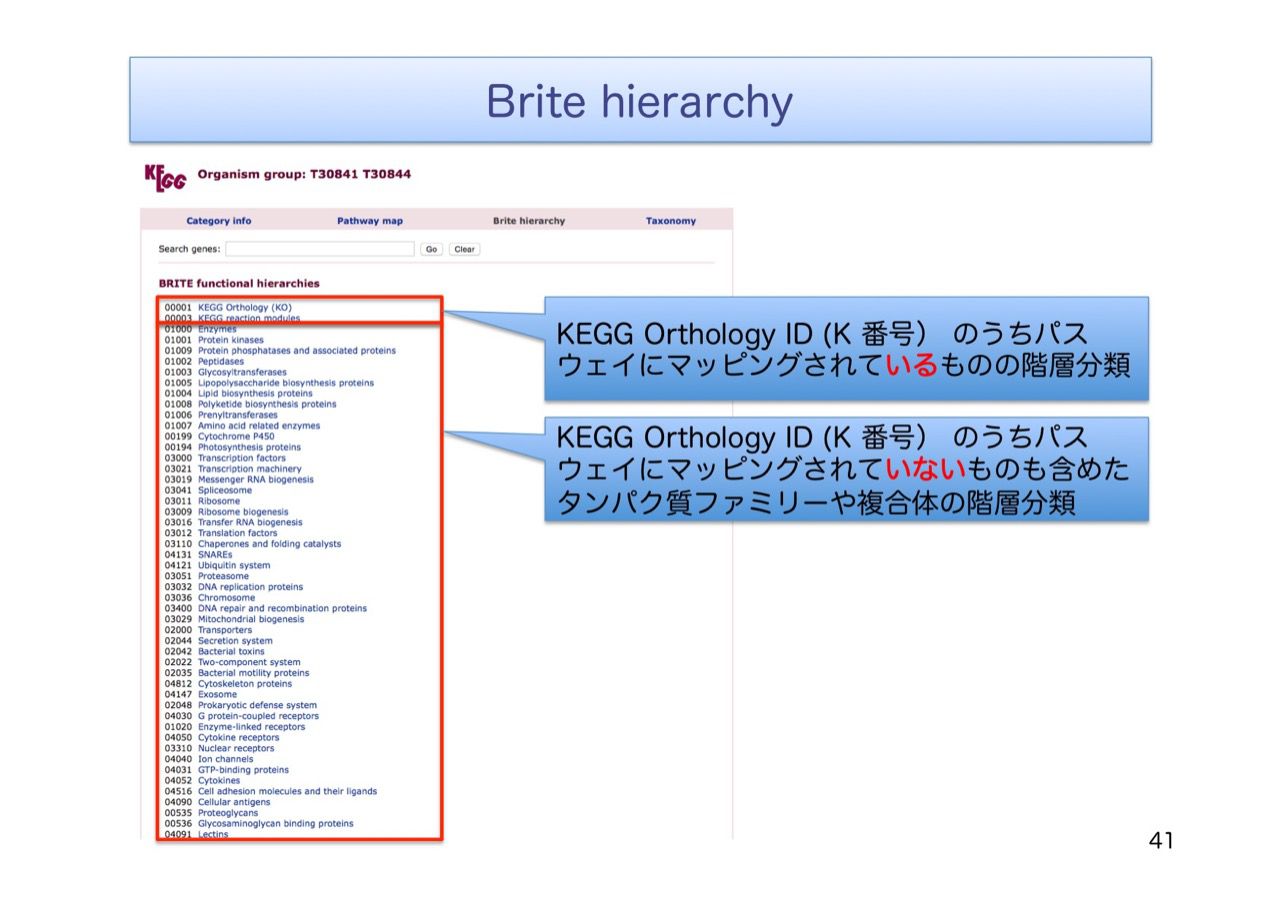 Brite hierarchy
KEGG Organism group: T30841 T30844
Category info Pathway map Brite hierarchy Taxonomy
Search genes: Go Clear
BRITE functional hierarchies
00001 KEGG Orthology (KO)
00003 KEGG reaction modules
01000 Enzymes
01001 Protein kinases
01009 Protein phosphatases and associated proteins
01002 Peptidases
01003 Glycosyltransferases
01005 Lipopolysaccharide biosynthesis proteins
01004 Lipid biosynthesis proteins
01008 Polyketide biosynthesis proteins
01006 Prenyltransferases
01007 Amino acid related enzymes
00199 Cytochrome P450
00194 Photosynthesis proteins
03000 Transcription factors
03021 Transcription machinery
03019 Messenger RNA biogenesis
03041 Spliceosome
03011 Ribosome
03009 Ribosome biogenesis
03016 Transfer RNA biogenesis
03012 Translation factors
03110 Chaperones and folding catalysts
04131 SNAREs
04121 Ubiquitin system
03051 Proteasome
03032 DNA replication proteins
03036 Chromosome
03400 DNA repair and recombination proteins
03029 Mitochondrial biogenesis
02000 Transporters
02044 Secretion system
02042 Bacterial toxins
02022 Two-component system
02035 Bacterial motility proteins
04812 Cytoskeleton proteins
04147 Exosome
02048 Prokaryotic defense system
04030 G protein-coupled receptors
01020 Enzyme-linked receptors
04050 Cytokine receptors
03310 Nuclear receptors
04040 Ion channels
04031 GTP-binding proteins
04052 Cytokines
04516 Cell adhesion molecules and their ligands
04090 Cellular antigens
00535 Proteoglycans
00536 Glycosaminoglycan binding proteins
04091 Lectins
KEGG Orthology ID (K 番号） のうちパス
ウェイにマッピングされているものの階層分類
KEGG Orthology ID (K 番号） のうちパス
ウェイにマッピングされていないものも含めた
タンパク質ファミリーや複合体の階層分類
41